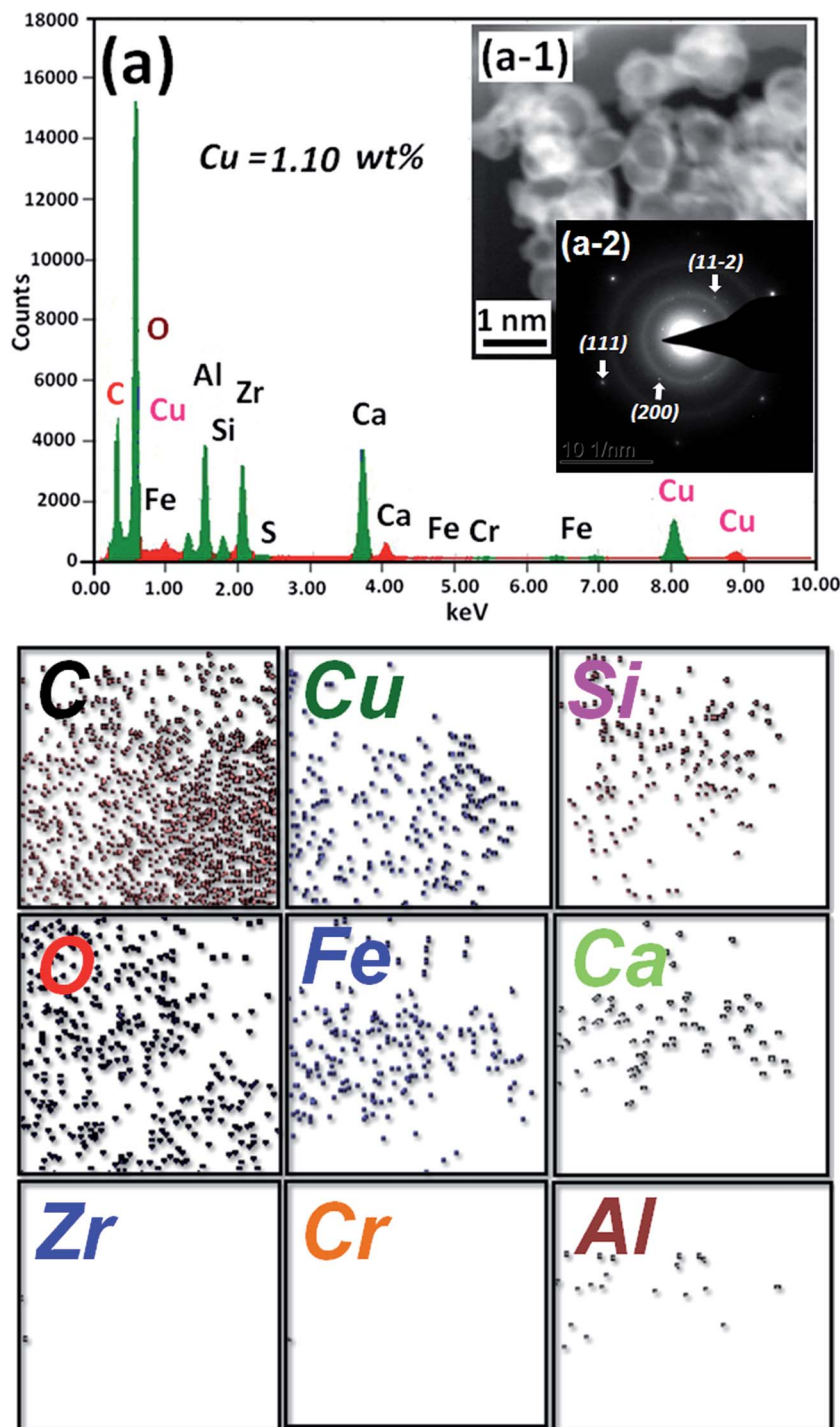 18000
16000
14000
12000
10000
8000
6000
4000
2000
0
Counts
(a)
Cu = 1.10 wt%
(a-1)
1 nm
(a-2)
(11-2)
(111)
(200)
10 1/nm
O
C
Cu
Fe
Al
Si
Zr
S
Ca
Ca
Fe
Cr
Fe
Cu
Cu
0.00 1.00 2.00 3.00 4.00 5.00 6.00 7.00 8.00 9.00 10.00
keV
C Cu Si
O Fe Ca
Zr Cr Al